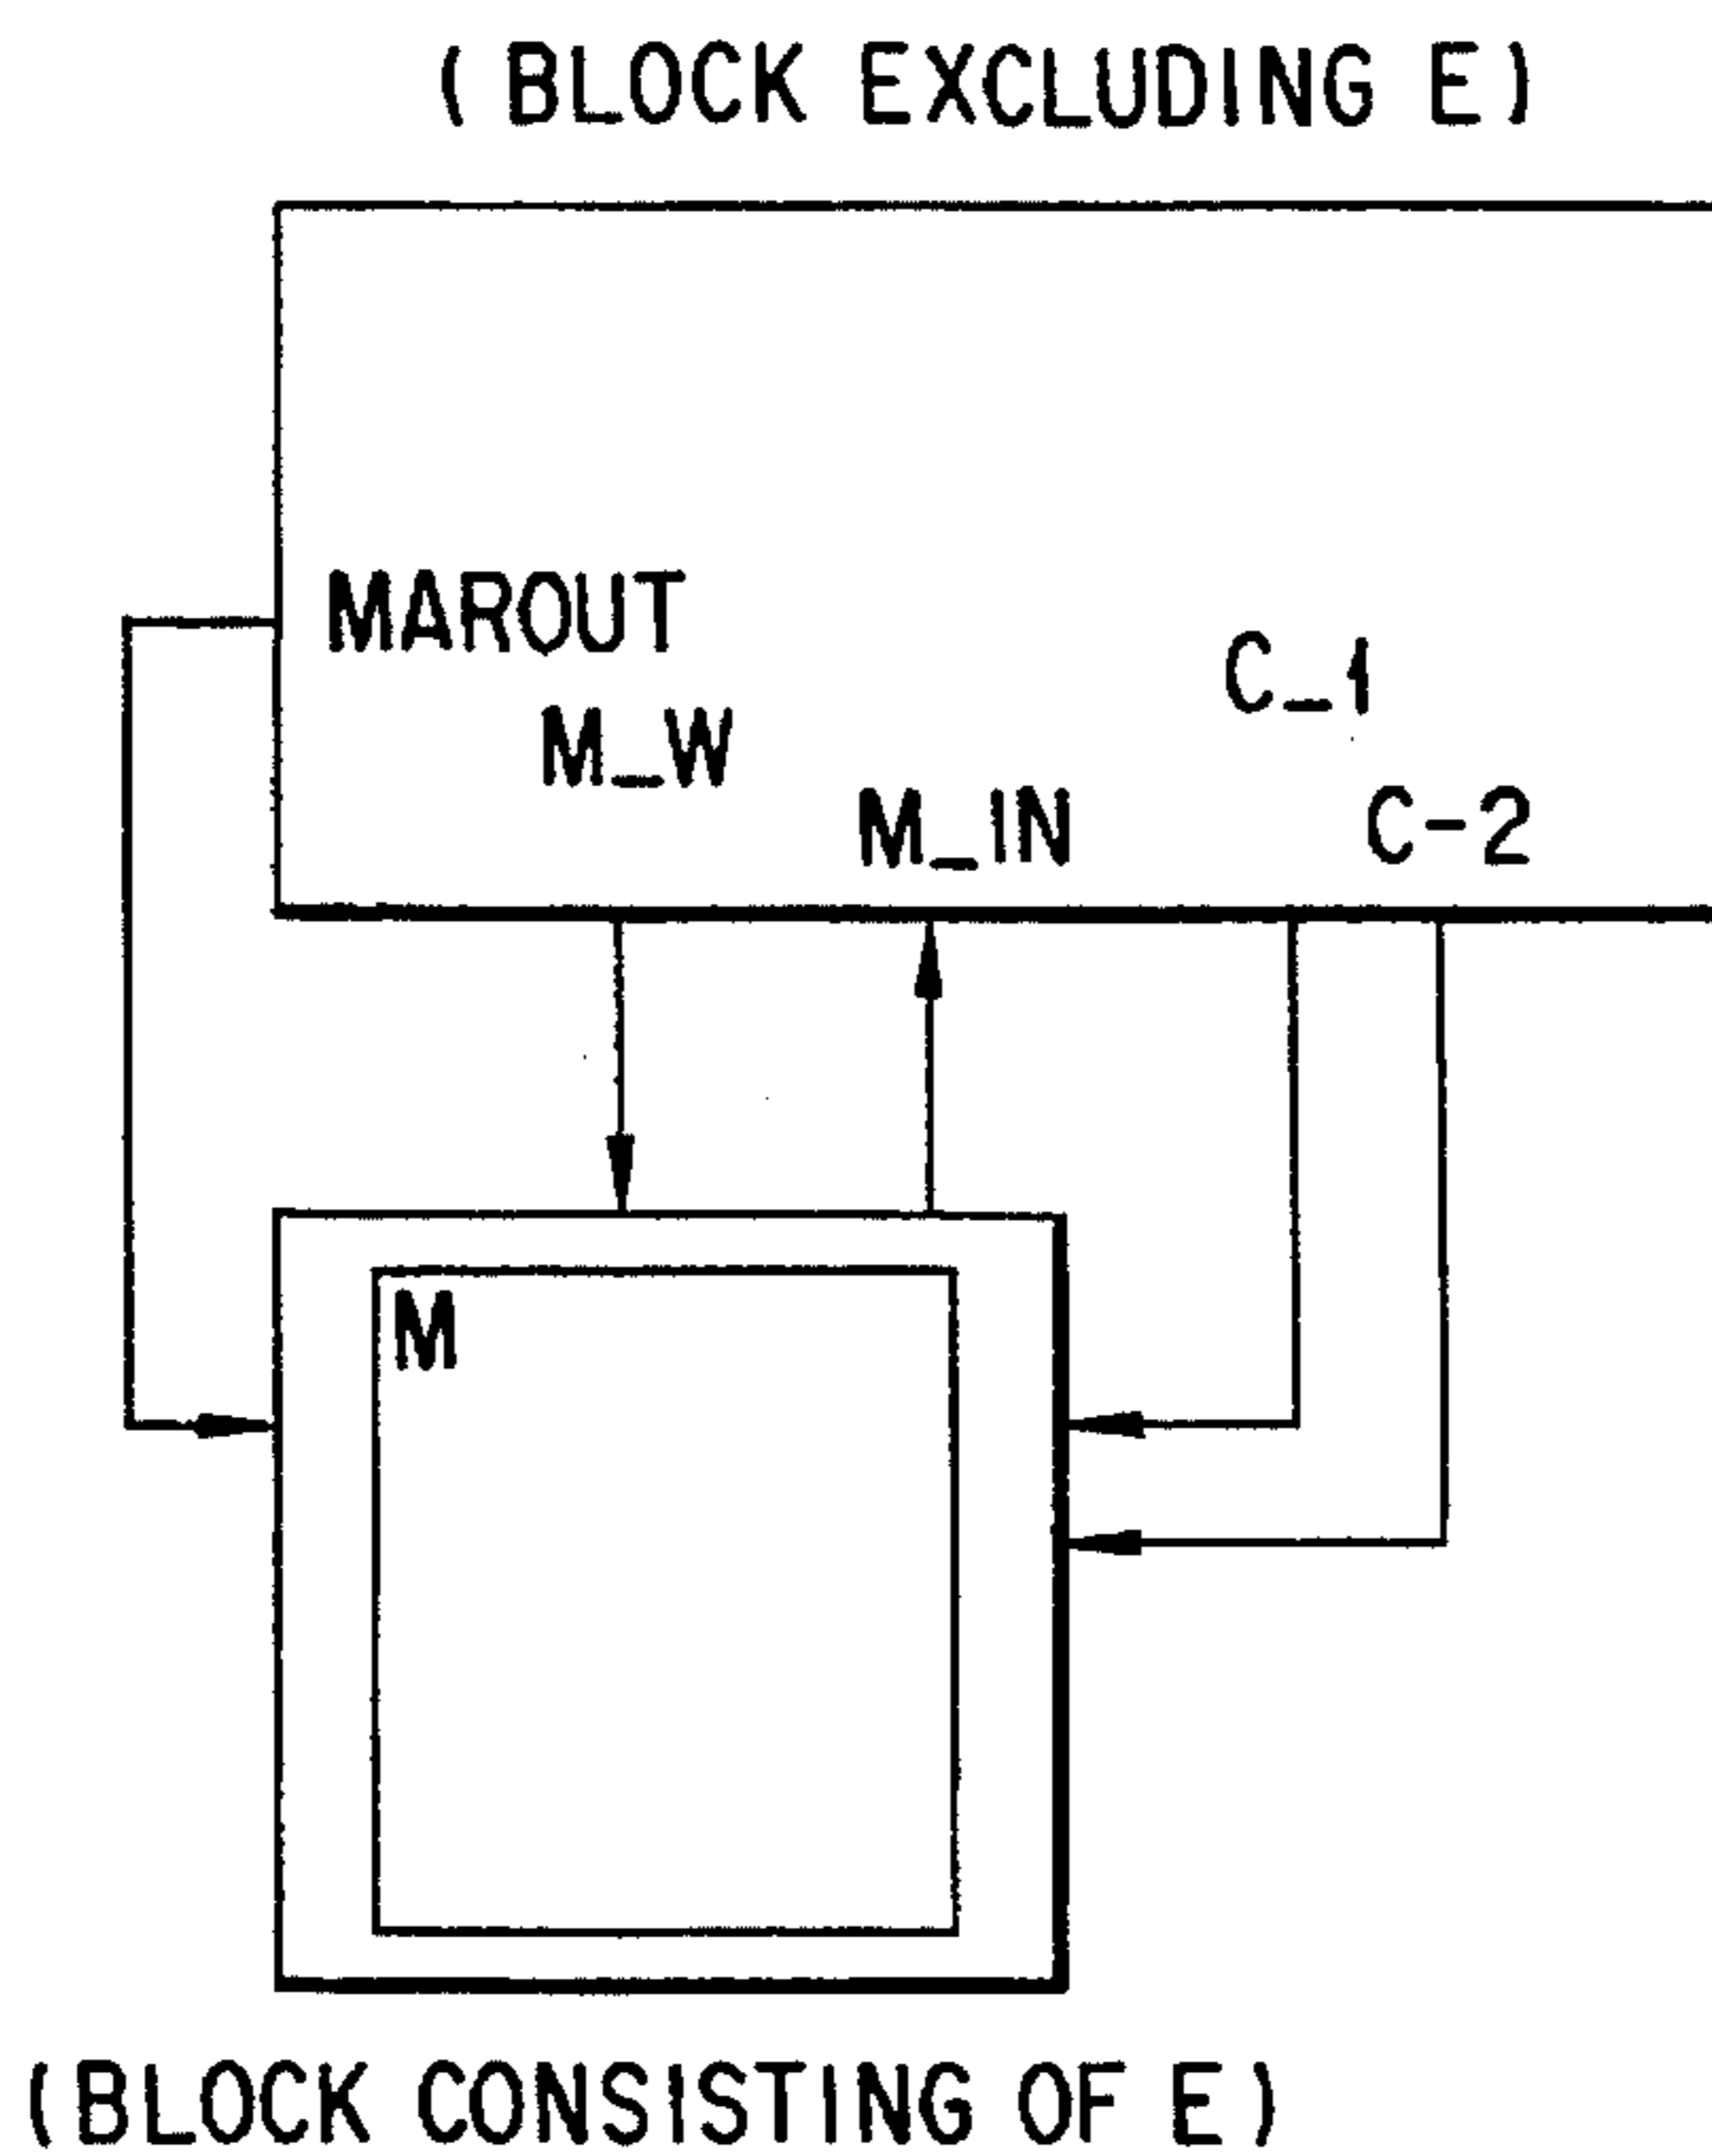 ( BLOCK EXCLUDING E)
MAROUT
C_1
M_W
M_IN
C-2
M
(BLOCK CONSISTING OF E)